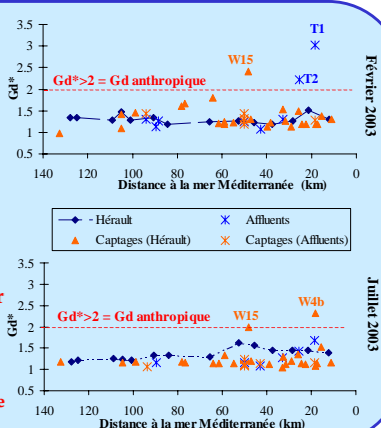 T1
W15
T2
Gd*>2 = Gd anthropique
Gd*
3.5
3
2.5
2
1.5
1
0.5
140 120 100 80 60 40 20 0
Distance à la mer Méditerranée (km)
Février 2003
Hérault
Affluents
Captages (Hérault)
Captages (Affluents)
W15
W4b
Gd*>2 = Gd anthropique
Gd*
3.5
3
2.5
2
1.5
1
0.5
140 120 100 80 60 40 20 0
Distance à la mer Méditerranée (km)
Juillet 2003